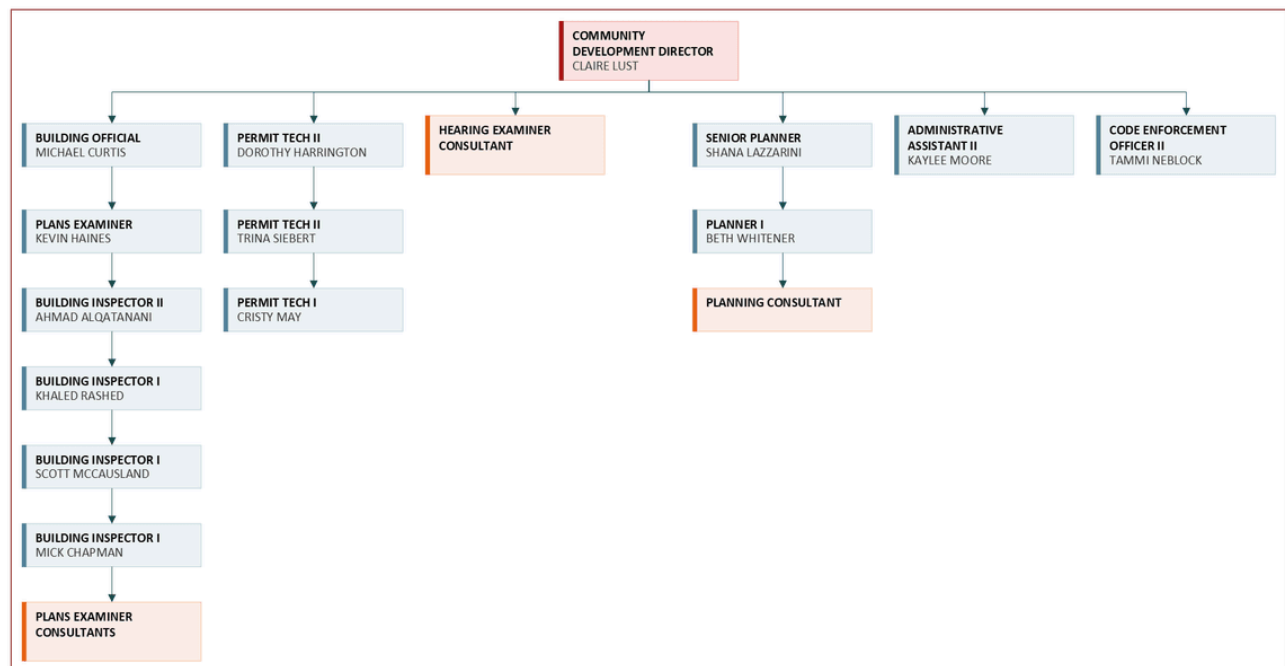 COMMUNITY
DEVELOPMENT DIRECTOR
CLAIRE LUST
BUILDING OFFICIAL
MICHAEL CURTIS
PERMIT TECH II
DOROTHY HARRINGTON
HEARING EXAMINER
CONSULTANT
SENIOR PLANNER
SHANA LAZZARINI
ADMINISTRATIVE
ASSISTANT II
KAYLEE MOORE
CODE ENFORCEMENT
OFFICER II
TAMMI NEBLOCK
PLANS EXAMINER
KEVIN HAINES
PERMIT TECH II
TRINA SIEBERT
PLANNER I
BETH WHITENER
BUILDING INSPECTOR II
AHMAD ALQATANANI
PERMIT TECH I
CRISTY MAY
PLANNING CONSULTANT
BUILDING INSPECTOR I
KHALED RASHED
BUILDING INSPECTOR I
SCOTT MCCAUSLAND
BUILDING INSPECTOR I
MICK CHAPMAN
PLANS EXAMINER
CONSULTANTS